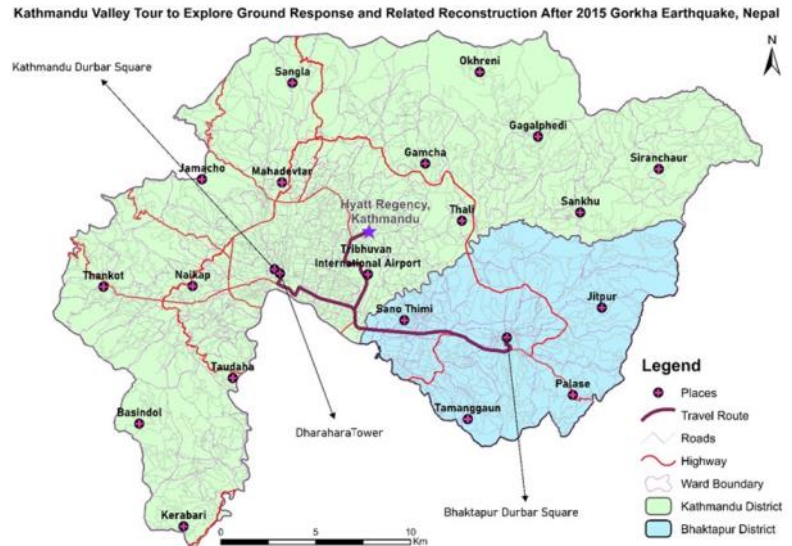 Kathmandu Valley Tour to Explore Ground Response and Related Reconstruction After 2015 Gorkha Earthquake, Nepal
N
Kathmandu Durbar Square
Sangla
Okhreni
Gagalphedi
Gamcha
Siranchaur
Jamacho
Mahadevtar
Sankhu
Hyatt Regency,
Kathmandu
Thali
Tribhuvan
International Airport
Thankot
Naikap
Sano Thimi
Jitpur
Taudaha
Palase
Basindol
Tamanggaun
DharaharaTower
Bhaktapur Durbar Square
Kerabari
0 5 10
Km
Legend
Places
Travel Route
Roads
Highway
Ward Boundary
Kathmandu District
Bhaktapur District